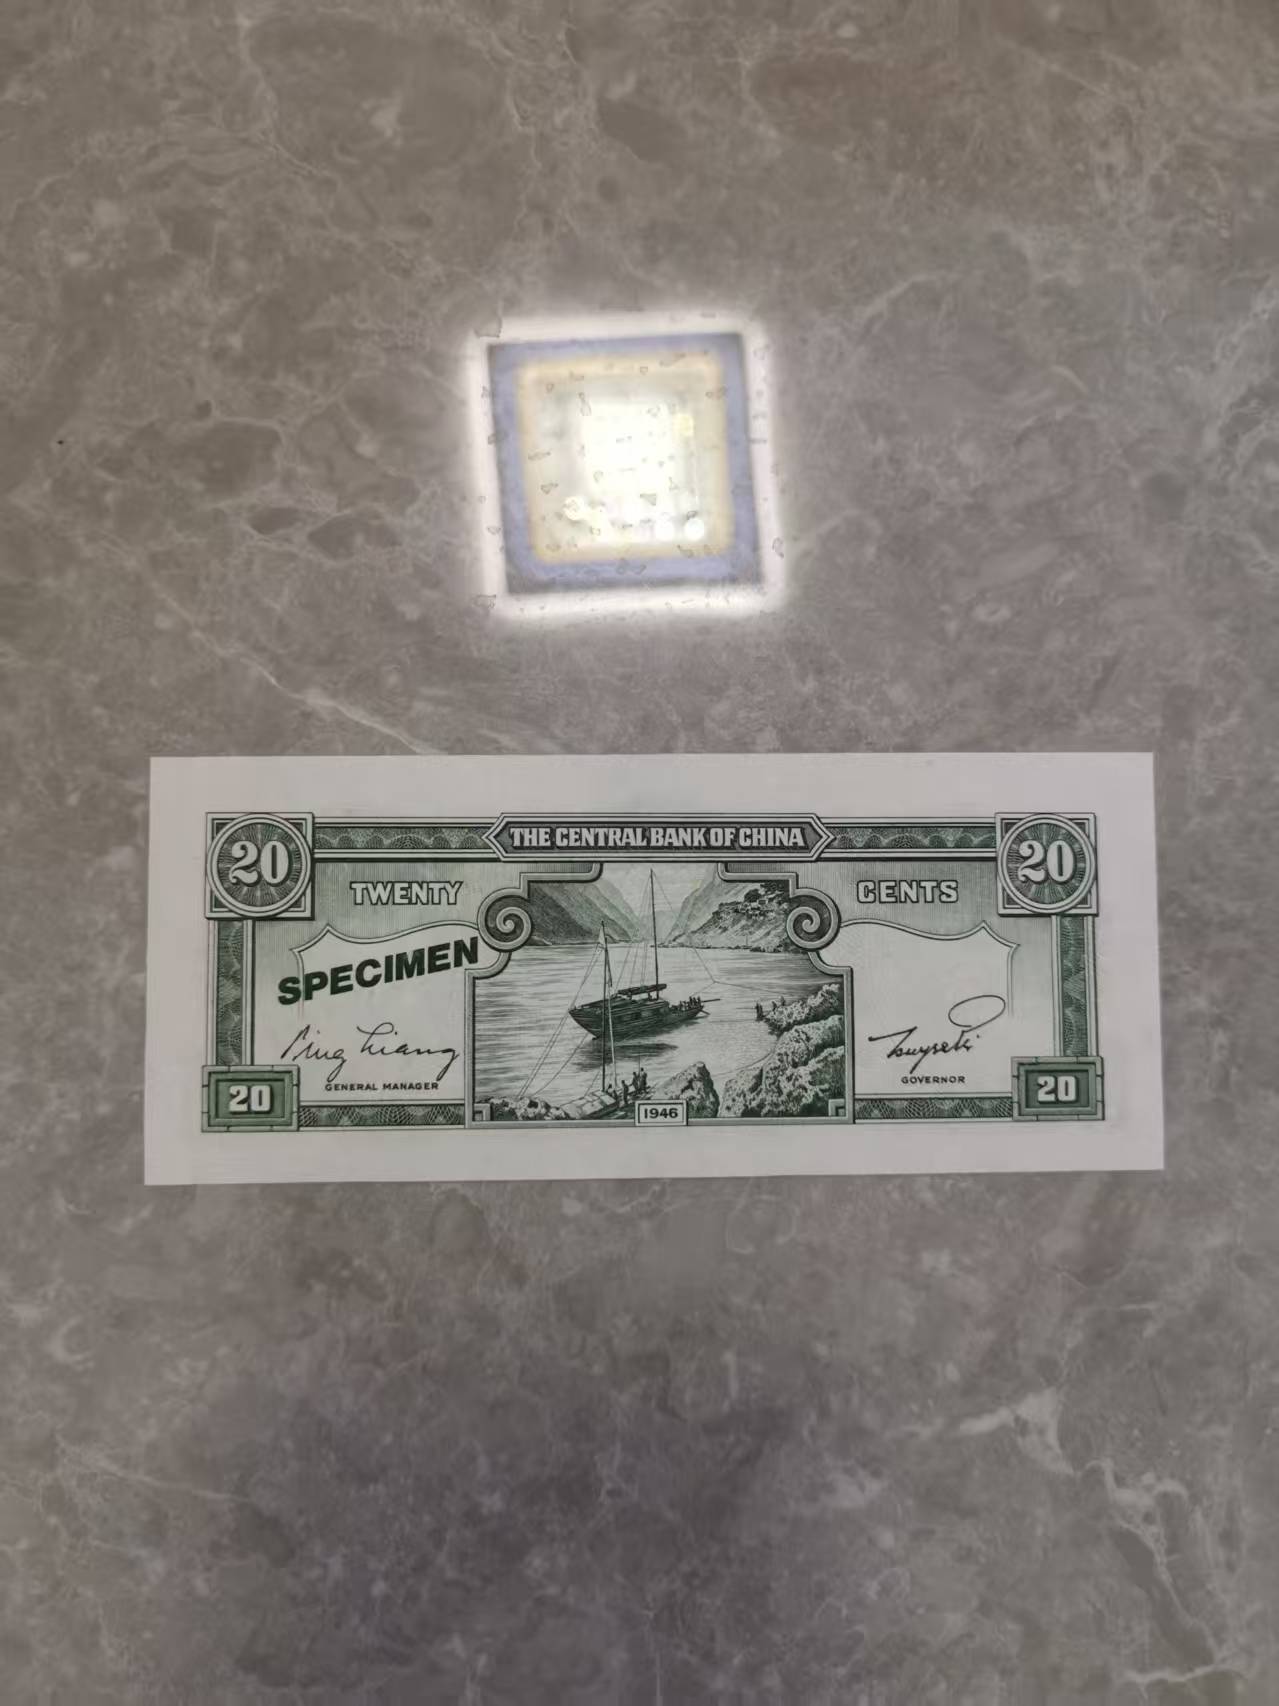 THE CENTRAL BANK OF CHINA
20 20
TWENTY CENTS
SPECIMEN
GENERAL MANAGER GOVERNOR
20 1946 20